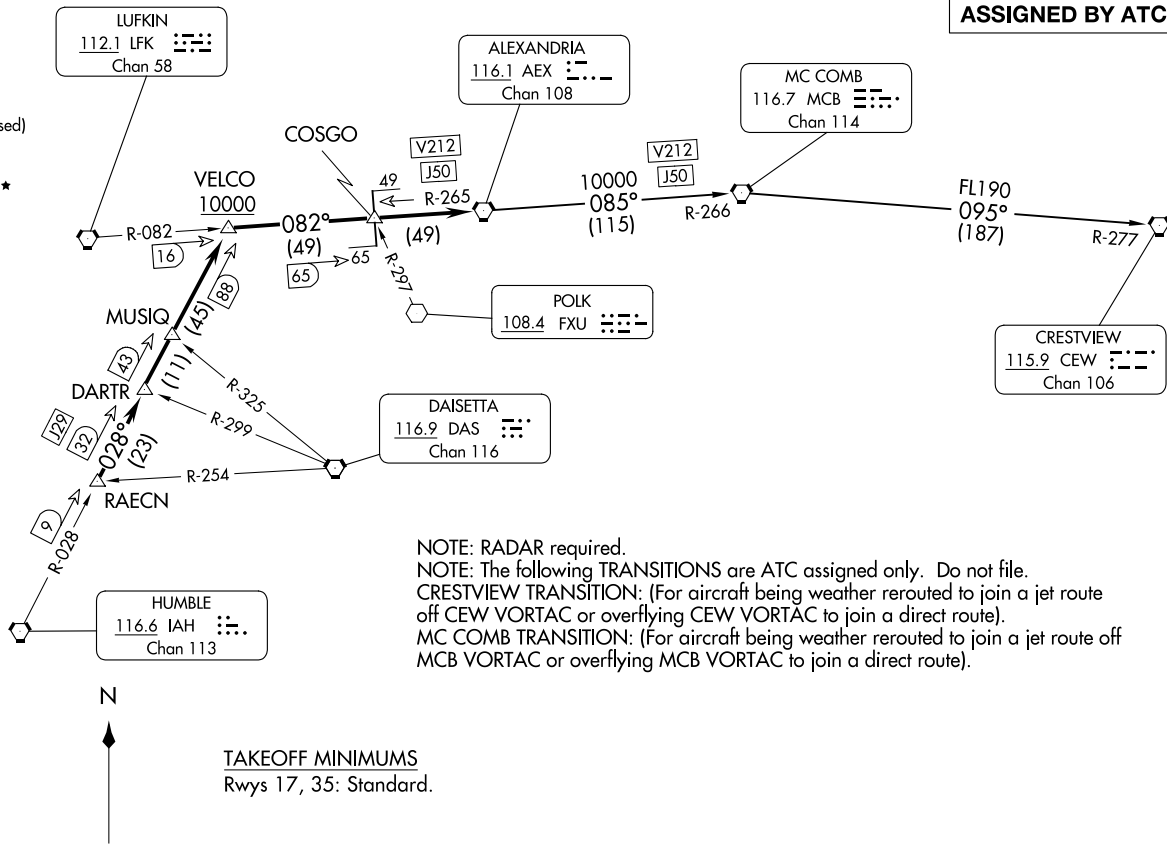 ASSIGNED BY ATC
LUFKIN
112.1 LFK
Chan 58
ALEXANDRIA
116.1 AEX
Chan 108
MC COMB
116.7 MCB
Chan 114
sed)
★
COSGO
V212
J50
V212
J50
VELCO
10000
49
R-265
10000
085°
(115)
R-266
FL190
095°
(187)
R-277
R-082
16
082°
(49)
(49)
65
65
R-297
88
POLK
108.4 FXU
MUSIQ
(45)
CRESTVIEW
115.9 CEW
Chan 106
43
(11)
DARTR
R-325
R-299
DAISETTA
116.9 DAS
Chan 116
J29
32
028°
(23)
R-254
RAECN
9
R-028
HUMBLE
116.6 IAH
Chan 113
NOTE: RADAR required.
NOTE: The following TRANSITIONS are ATC assigned only. Do not file.
CRESTVIEW TRANSITION: (For aircraft being weather rerouted to join a jet route
off CEW VORTAC or overflying CEW VORTAC to join a direct route).
MC COMB TRANSITION: (For aircraft being weather rerouted to join a jet route off
MCB VORTAC or overflying MCB VORTAC to join a direct route).
N
TAKEOFF MINIMUMS
Rwys 17, 35: Standard.